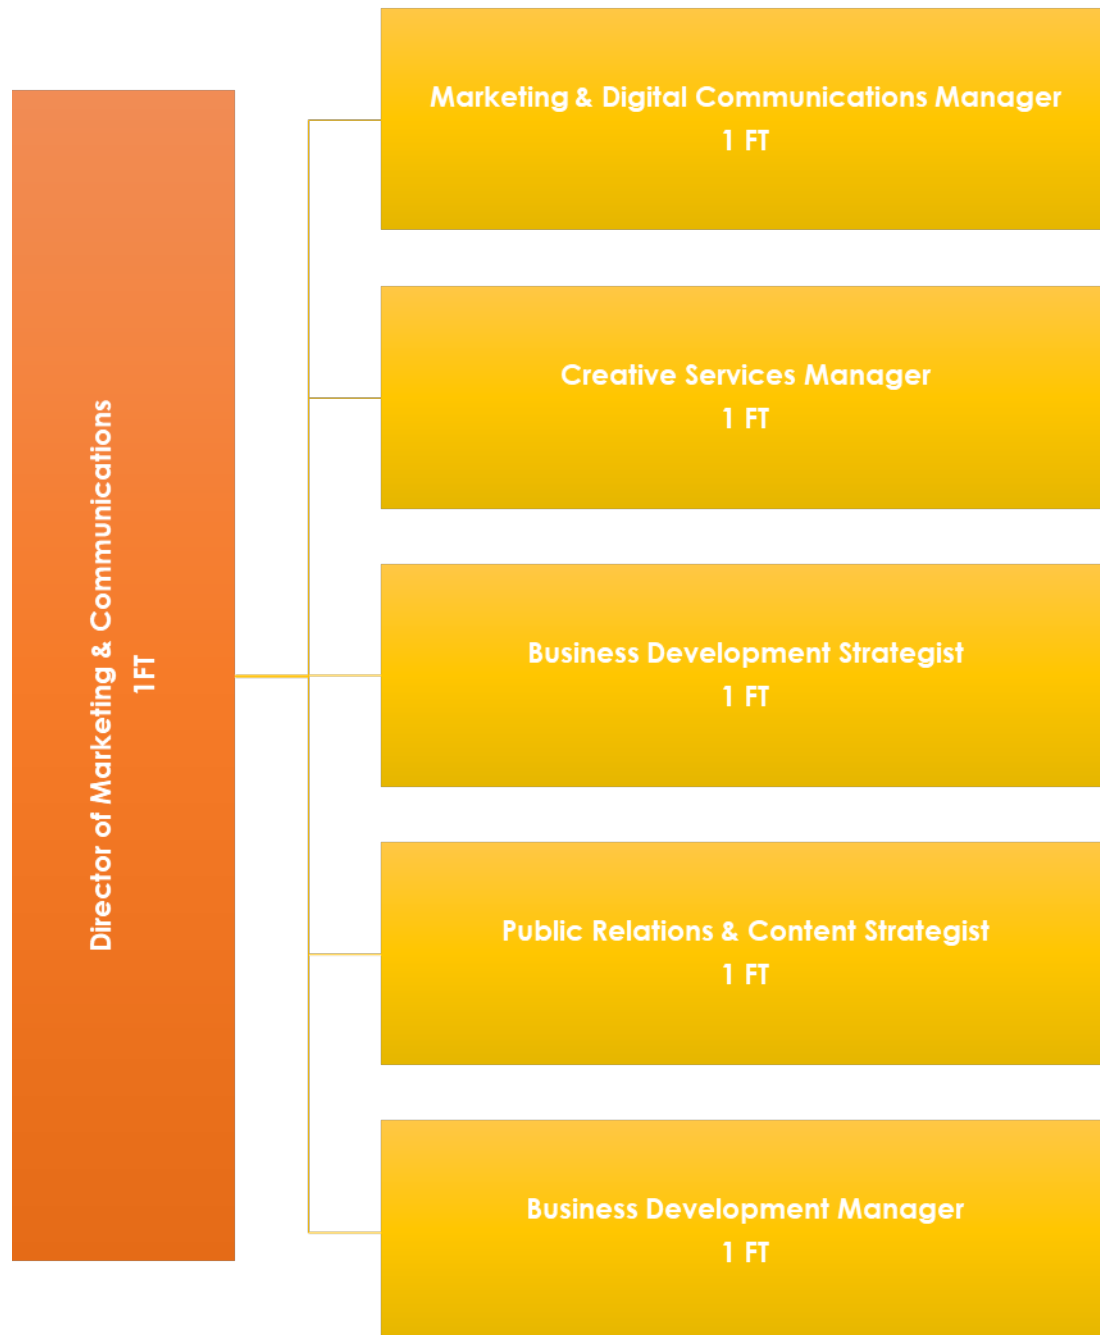 Director of Marketing & Communications
1FT
Marketing & Digital Communications Manager
1 FT
Creative Services Manager
1 FT
Business Development Strategist
1 FT
Public Relations & Content Strategist
1 FT
Business Development Manager
1 FT